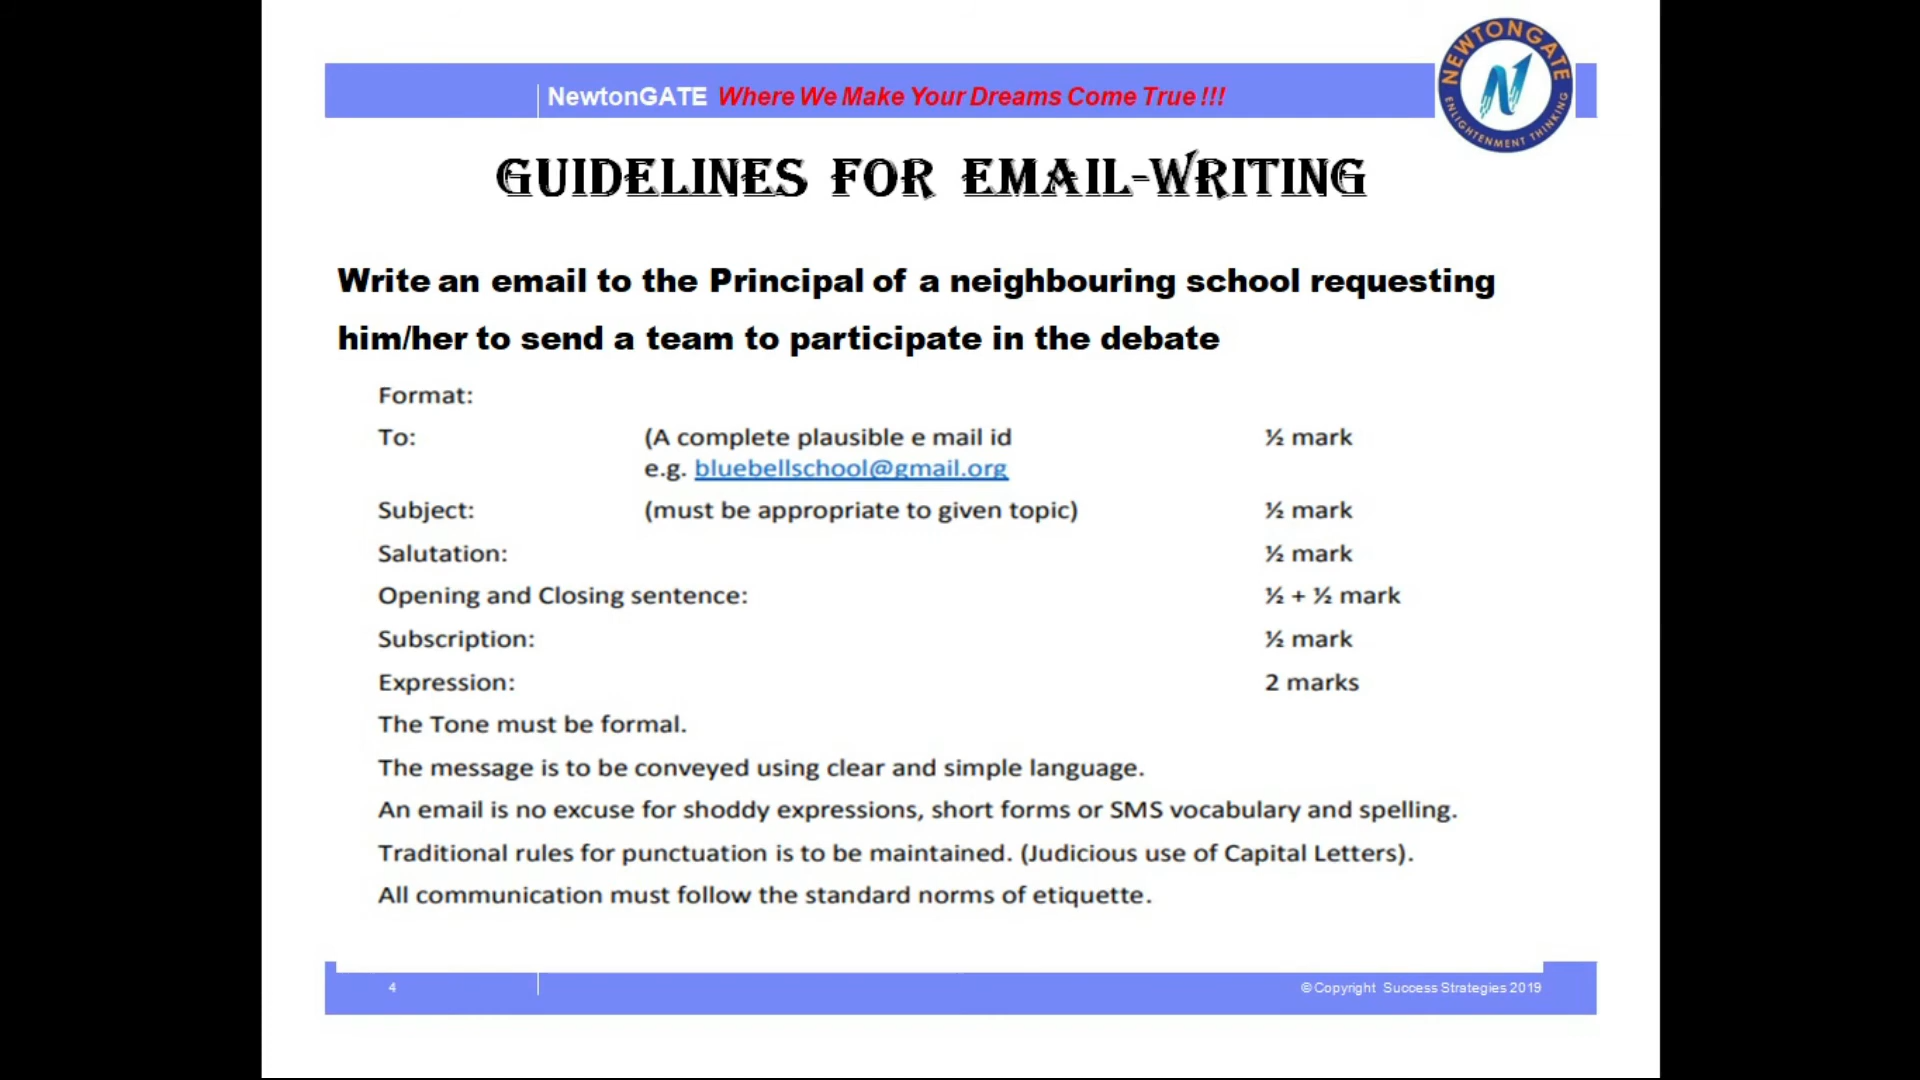 NewtonGATE Where We Make Your Dreams Come True !!!
NEWTONGATE
ENLIGHTENMENT THINKING
GUIDELINES FOR EMAIL-WRITING
Write an email to the Principal of a neighbouring school requesting
him/her to send a team to participate in the debate
Format:
To: (A complete plausible e mail id ½ mark
e.g. bluebellschool@gmail.org
Subject: (must be appropriate to given topic) ½ mark
Salutation: ½ mark
Opening and Closing sentence: ½ + ½ mark
Subscription: ½ mark
Expression: 2 marks
The Tone must be formal.
The message is to be conveyed using clear and simple language.
An email is no excuse for shoddy expressions, short forms or SMS vocabulary and spelling.
Traditional rules for punctuation is to be maintained. (Judicious use of Capital Letters).
All communication must follow the standard norms of etiquette.
4 ©Copyright Success Strategies 2019